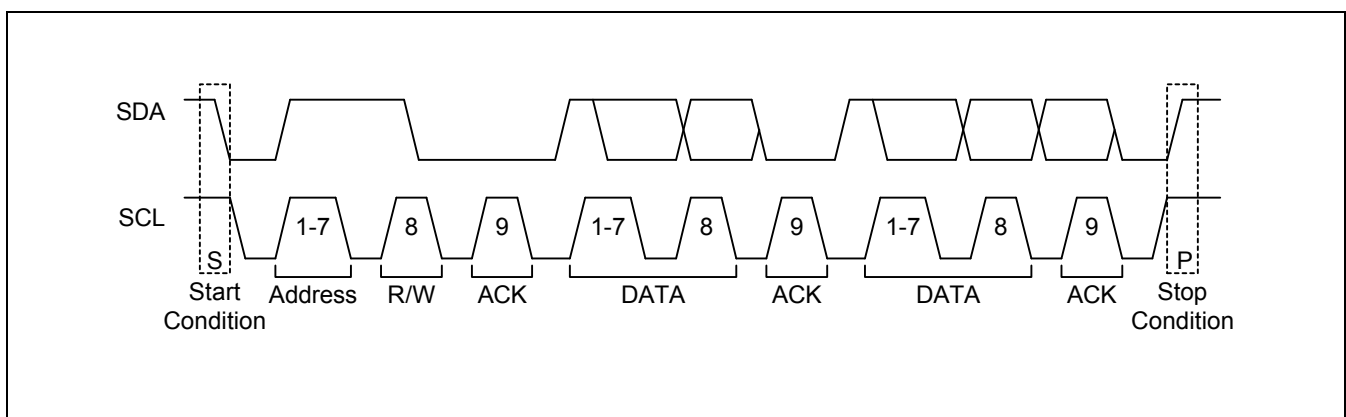 SDA
SCL
1-7 8 9 1-7 8 9 1-7 8 9
S P
Start Condition
Address R/W ACK DATA ACK DATA ACK
Stop Condition